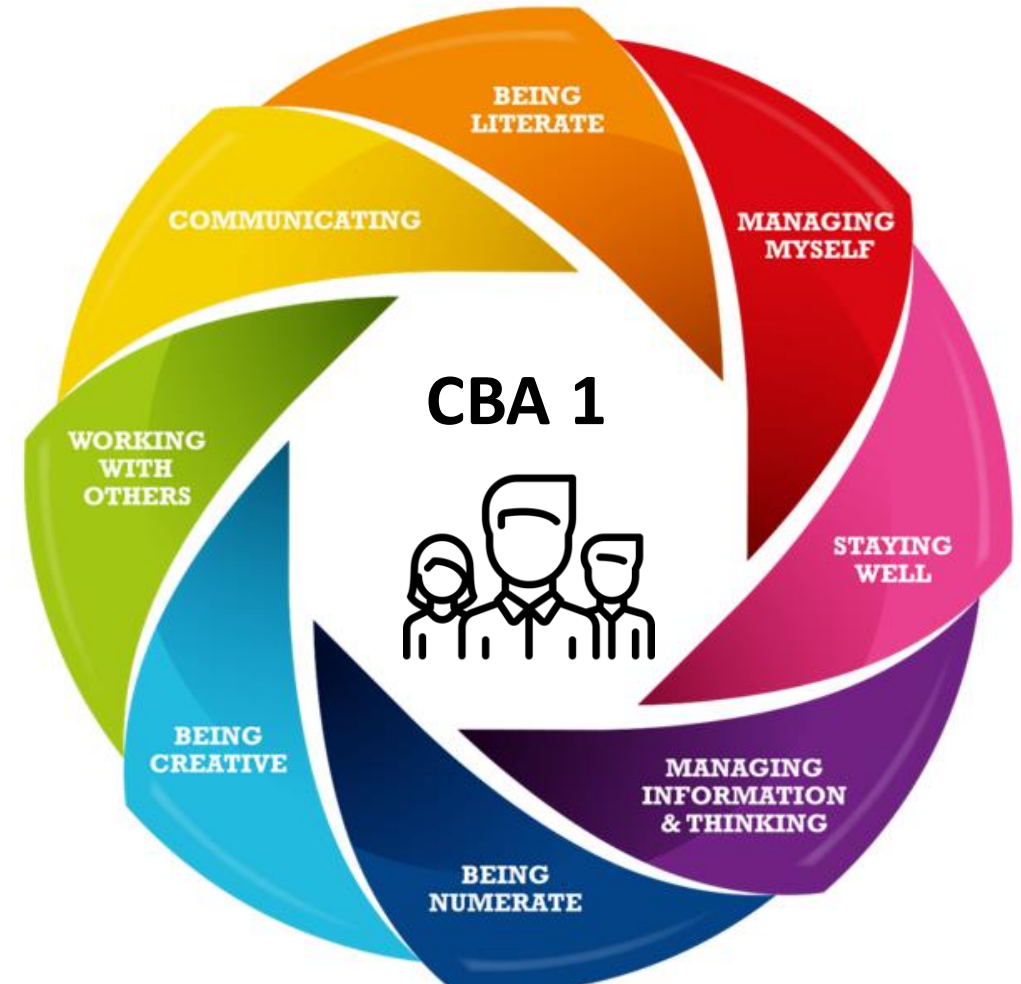 BEING
LITERATE
MANAGING
MYSELF
STAYING
WELL
MANAGING
INFORMATION
& THINKING
BEING
NUMERATE
BEING
CREATIVE
WORKING
WITH
OTHERS
COMMUNICATING
CBA 1